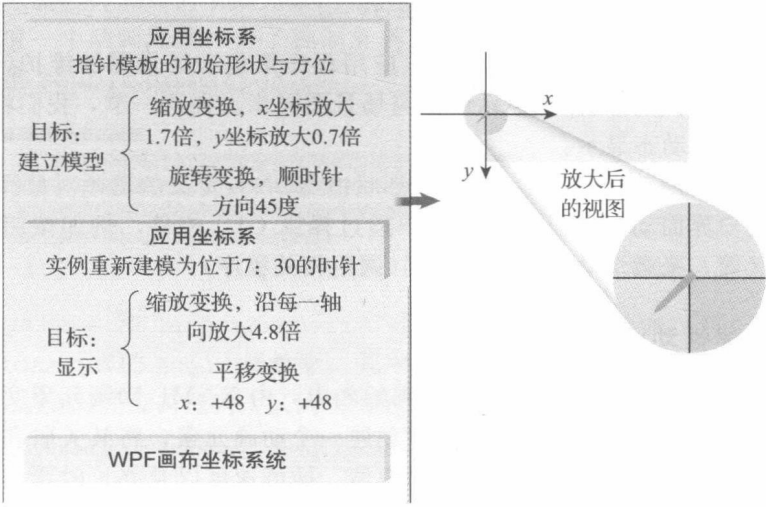 应用坐标系
指针模板的初始形状与方位
目标：
建立模型
缩放变换，x坐标放大
1.7倍，y坐标放大0.7倍
旋转变换，顺时针
方向45度
应用坐标系
实例重新建模为位于7：30的时针
目标：
显示
缩放变换，沿每一轴
向放大4.8倍
平移变换
x：+48 y：+48
WPF画布坐标系统
x
y
放大后
的视图